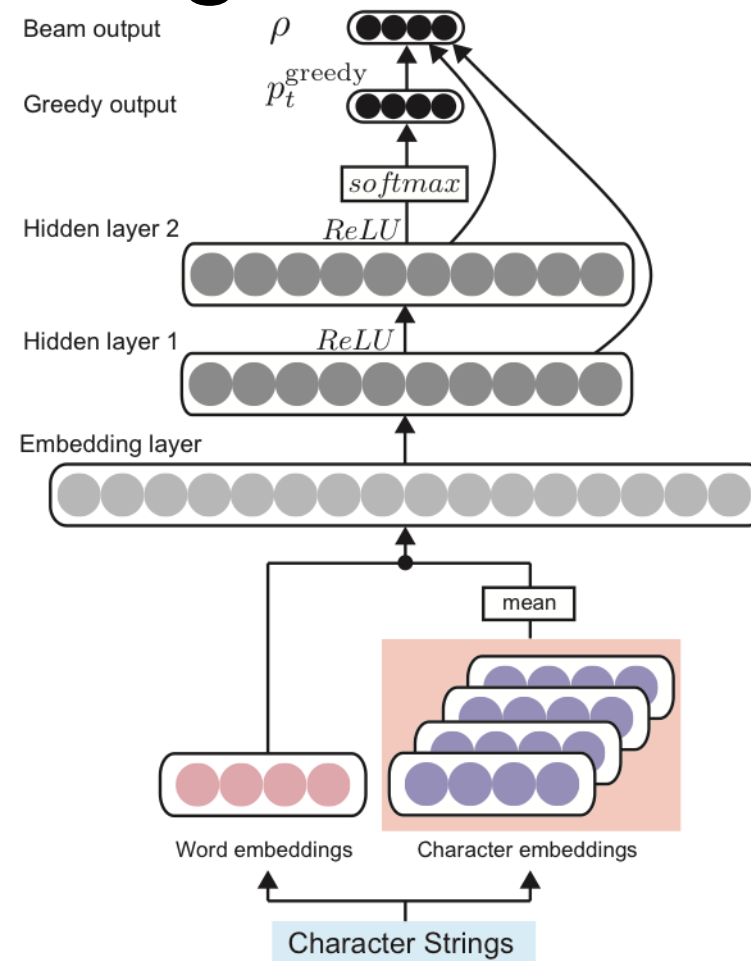 Beam output ρ
Greedy output p_t^greedy
softmax
Hidden layer 2 ReLU
Hidden layer 1 ReLU
Embedding layer
mean
Word embeddings Character embeddings
Character Strings